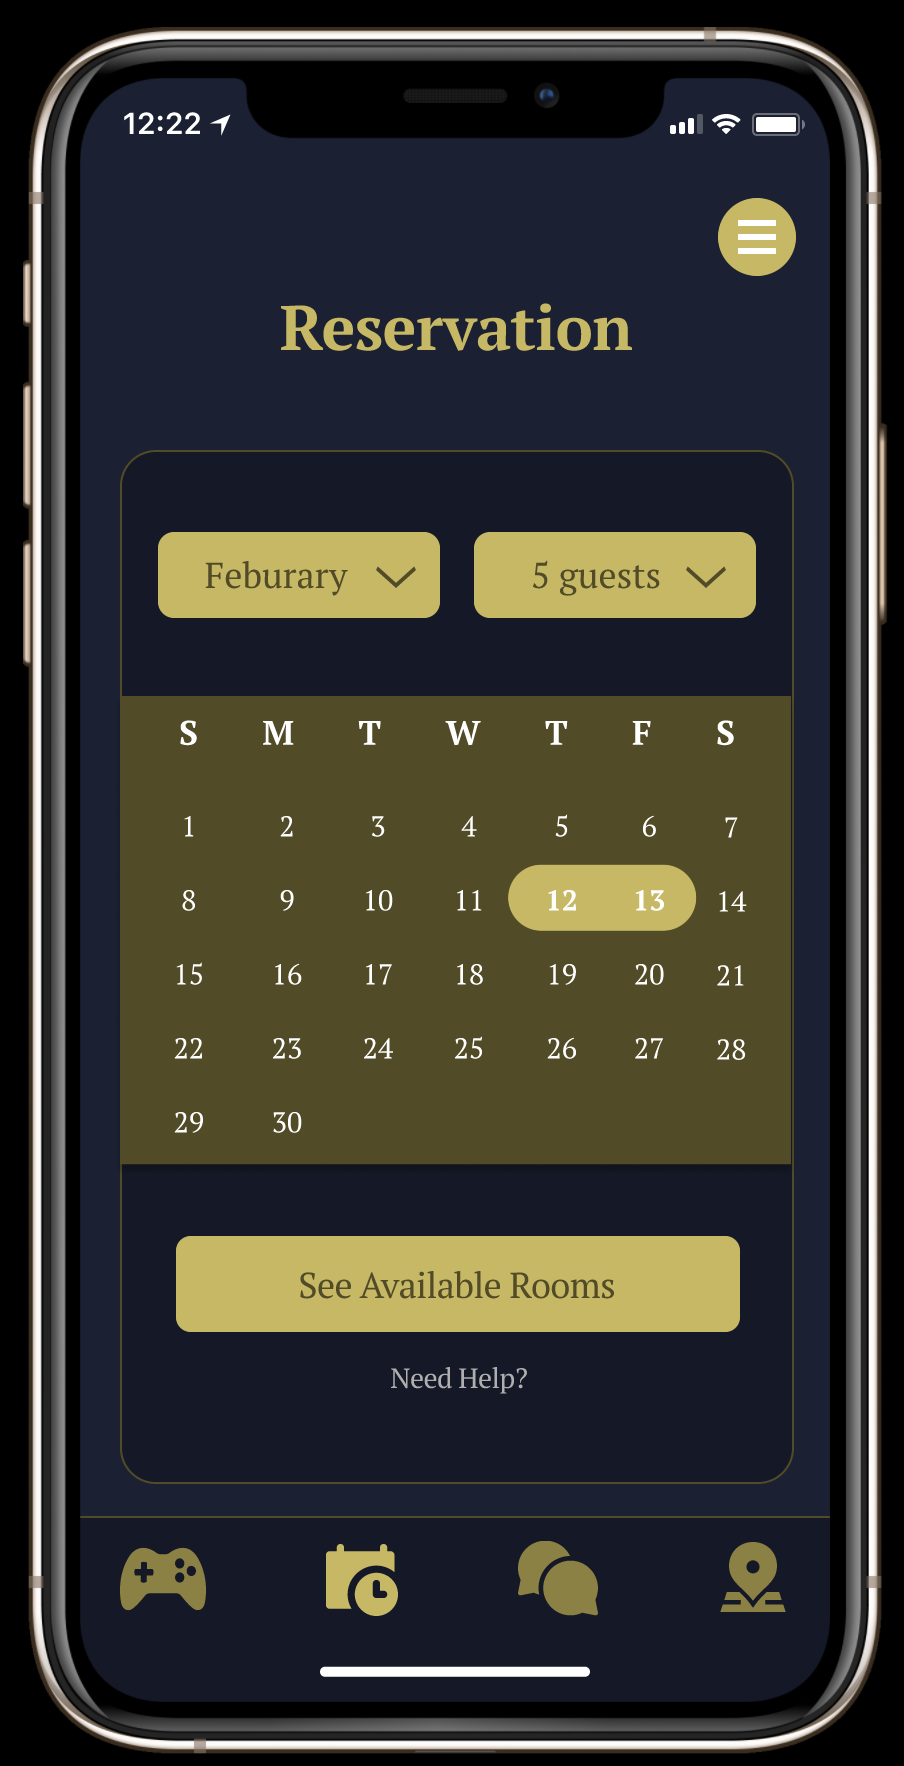 12:22
Reservation
Feburary 5 guests
S M T W T F S
1 2 3 4 5 6 7
8 9 10 11 12 13 14
15 16 17 18 19 20 21
22 23 24 25 26 27 28
29 30
See Available Rooms
Need Help?